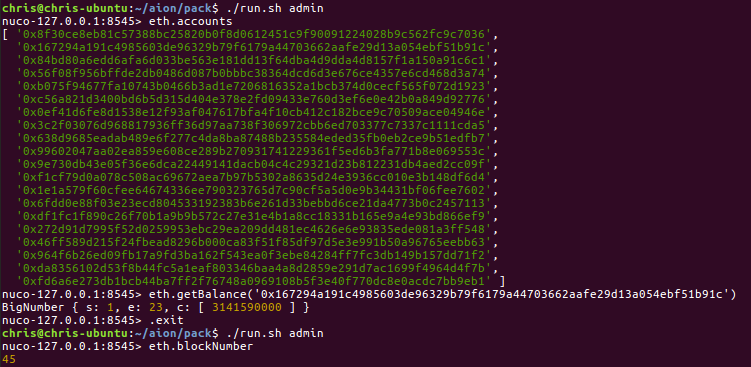 chris@chris-ubuntu:~/aion/pack$ ./run.sh admin
nuco-127.0.0.1:8545> eth.accounts
[ '0x8f30ce8eb81c57388bc25820b0f8d0612451c9f90091224028b9c562fc9c7036',
'0x167294a191c4985603de96329b79f6179a44703662aafe29d13a054ebf51b91c',
'0x84bd80a6edd6afa6d033be563e181dd13f64dba4d9dda4d8157f1a150a91c6c1',
'0x56f08f956bffde2db0486d087b0bbbc38364dcd6d3e676ce4357e6cd468d3a74',
'0xb075f94677fa10743b0466b3ad1e7206816352a1bcb374d0cecf565f072d1923',
'0xc56a821d3400bd6b5d315d404e378e2fd09433e760d3ef6e0e42b0a849d92776',
'0x0ef41d6fe8d1538e12f93af047617bfa4f10cb412c182bce9c70509ace04946e',
'0x3c2f03076d968817936ff36d97aa738f306972cbb6ed703377c7337c1111cda5',
'0x638d9685eadab489e6f277c4da8ba87488b235584eded35fb0eb2ce9b51edfb7',
'0x99602047aa02ea859e608ce289b270931741229361f5ed6b3fa771b8e069553c',
'0x9e730db43e05f36e6dca22449141dacb04c4c29321d23b812231db4aed2cc09f',
'0xf1cf79d0a078c508ac69672aea7b97b5302a8635d24e3936cc010e3b148df6d4',
'0x1e1a579f60cfee64674336ee790323765d7c90cf5a5d0e9b34431bf06fee7602',
'0x6fdd0e88f03e23ecd804533192383b6e261d33bebbd6ce21da4773b0c2457113',
'0xdf1fc1f890c26f70b1a9b9b572c27e31e4b1a8cc18331b165e9a4e93bd866ef9',
'0x272d91d7995f52d0259953ebc29ea209dd481ec4626e6e93835ede081a3ff548',
'0x46ff589d215f24fbead8296b000ca83f51f85df97d5e3e991b50a96765eebb63',
'0x964f6b26ed09fb17a9fd3ba162f543ea0f3ebe84284ff7fc3db149b157dd71f2',
'0xda8356102d53f8b44fc5a1eaf803346baa4a8d2859e291d7ac1699f4964d4f7b',
'0xfd6a6e273db1bcb44ba7ff2f76748a0969108b5f3e40f770dc8e0acdc7bb9eb1' ]
nuco-127.0.0.1:8545> eth.getBalance('0x167294a191c4985603de96329b79f6179a44703662aafe29d13a054ebf51b91c')
BigNumber { s: 1, e: 23, c: [ 3141590000 ] }
nuco-127.0.0.1:8545> .exit
chris@chris-ubuntu:~/aion/pack$ ./run.sh admin
nuco-127.0.0.1:8545> eth.blockNumber
45